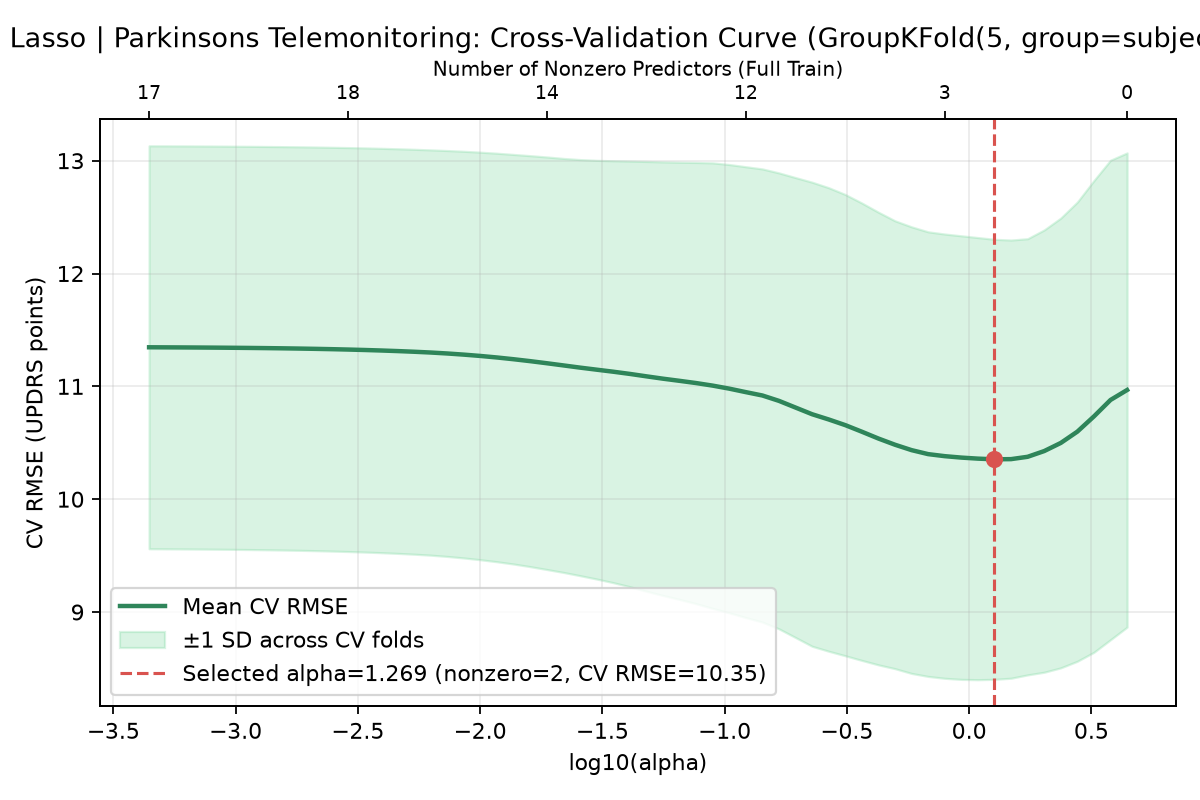 Lasso | Parkinsons Telemonitoring: Cross-Validation Curve (GroupKFold(5, group=subjec
Number of Nonzero Predictors (Full Train)
17 18 14 12 3 0
13
12
11
10
9
CV RMSE (UPDRS points)
Mean CV RMSE
±1 SD across CV folds
Selected alpha=1.269 (nonzero=2, CV RMSE=10.35)
−3.5 −3.0 −2.5 −2.0 −1.5 −1.0 −0.5 0.0 0.5
log10(alpha)